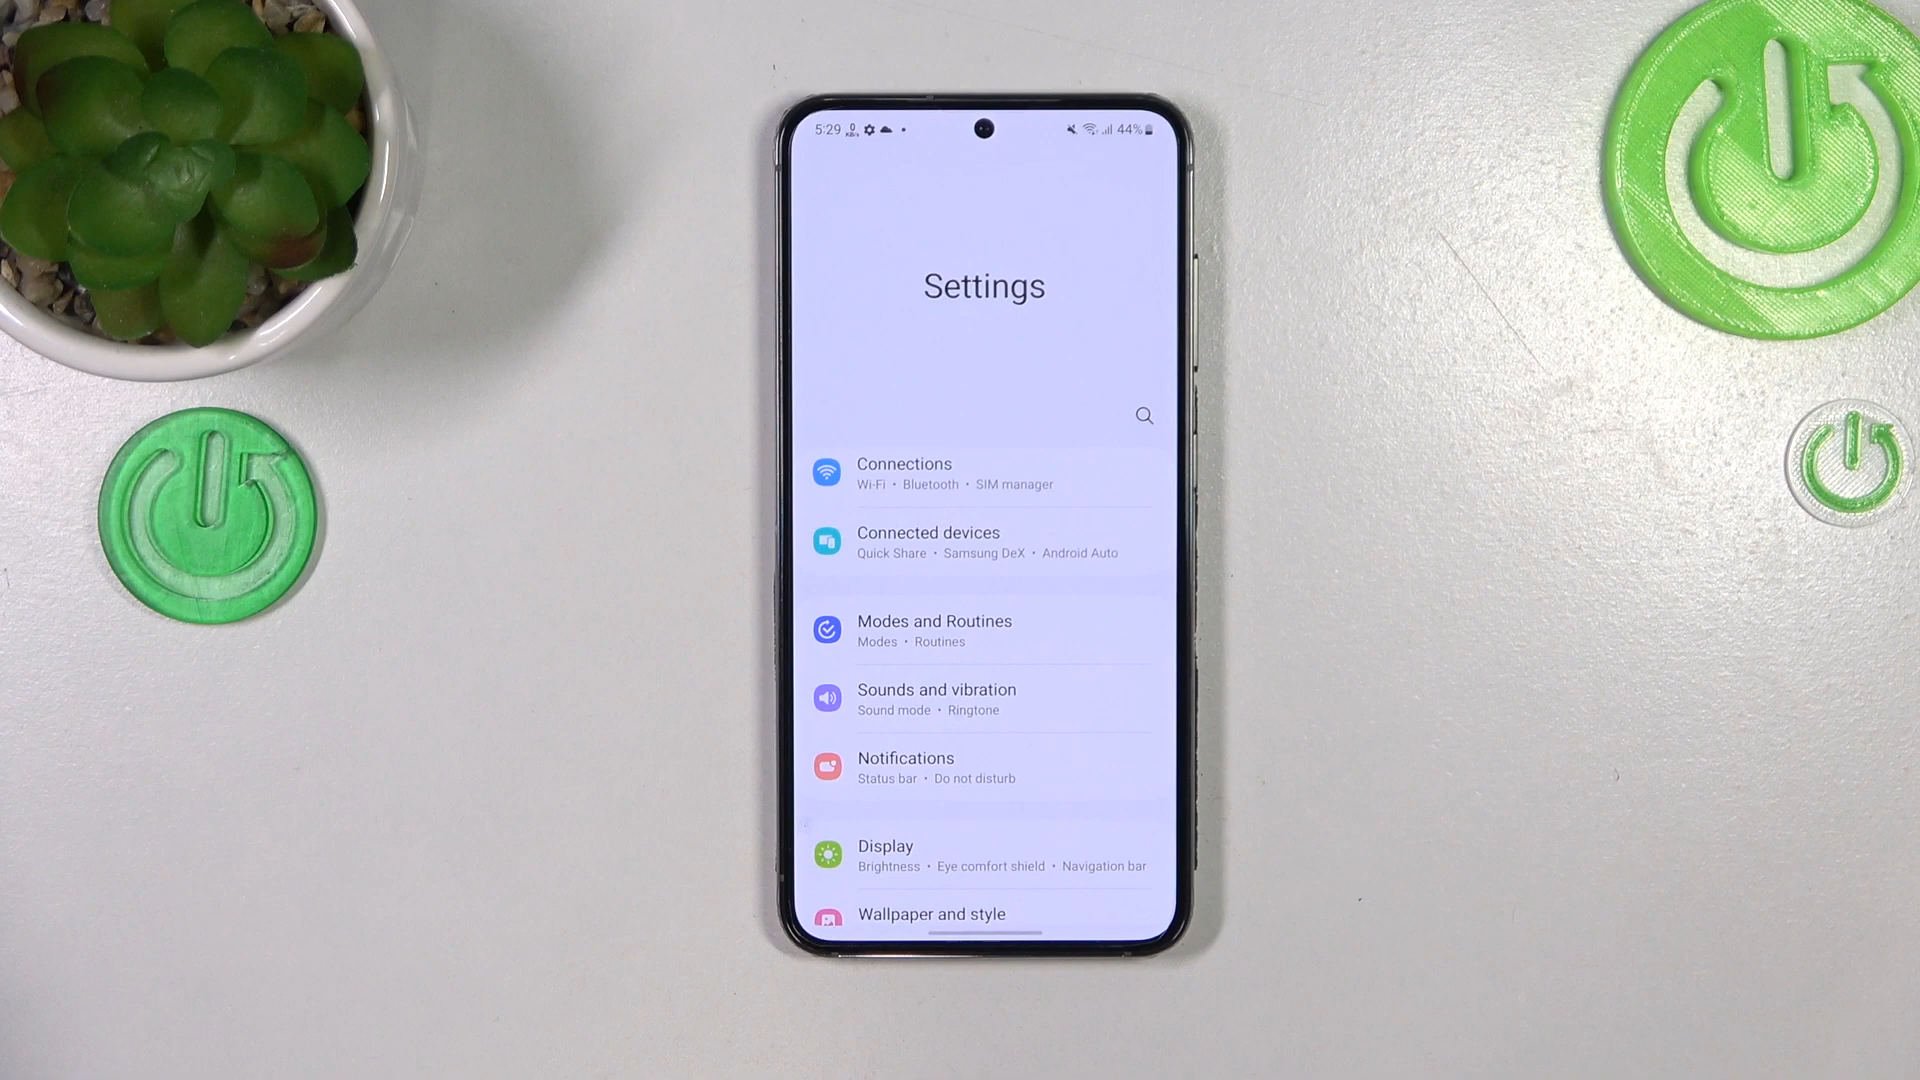 5:29 0 KB/s 44%
Settings
Connections
Wi-Fi • Bluetooth • SIM manager
Connected devices
Quick Share • Samsung DeX • Android Auto
Modes and Routines
Modes • Routines
Sounds and vibration
Sound mode • Ringtone
Notifications
Status bar • Do not disturb
Display
Brightness • Eye comfort shield • Navigation bar
Wallpaper and style